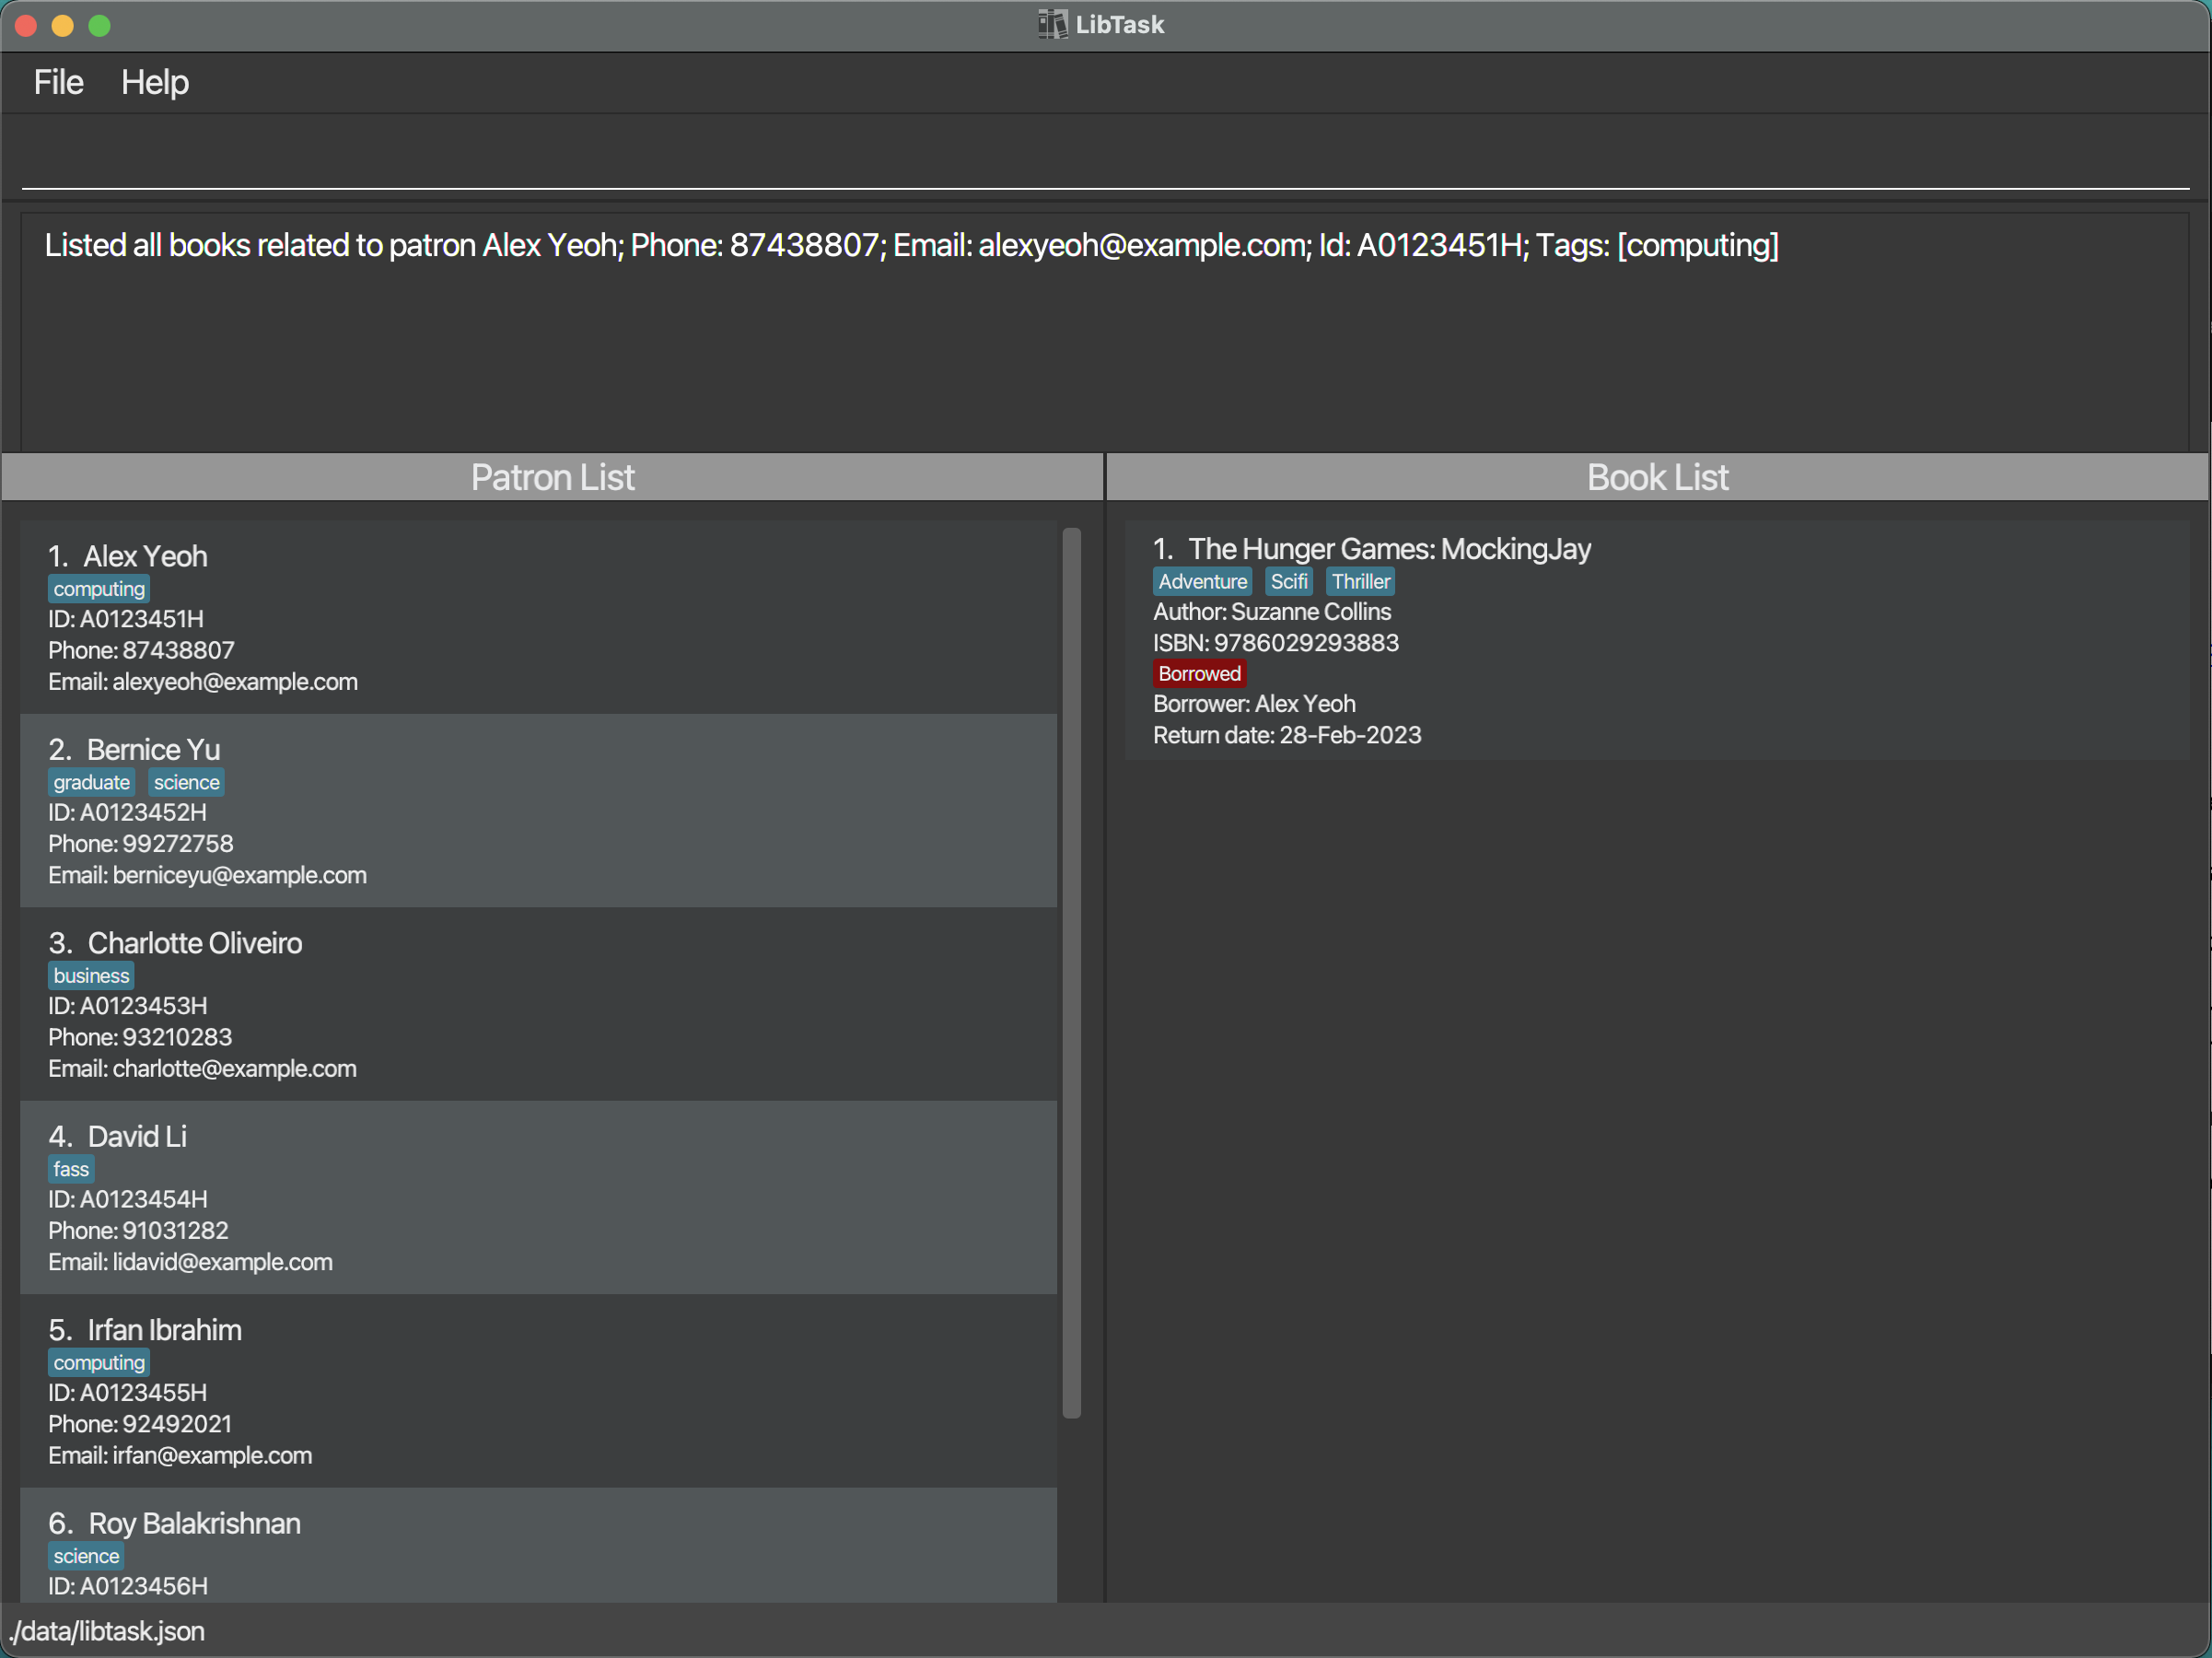 LibTask
File Help
Listed all books related to patron Alex Yeoh; Phone: 87438807; Email: alexyeoh@example.com; Id: A0123451H; Tags: [computing]
Patron List
1. Alex Yeoh
computing
ID: A0123451H
Phone: 87438807
Email: alexyeoh@example.com
2. Bernice Yu
graduate science
ID: A0123452H
Phone: 99272758
Email: berniceyu@example.com
3. Charlotte Oliveiro
business
ID: A0123453H
Phone: 93210283
Email: charlotte@example.com
4. David Li
fass
ID: A0123454H
Phone: 91031282
Email: lidavid@example.com
5. Irfan Ibrahim
computing
ID: A0123455H
Phone: 92492021
Email: irfan@example.com
6. Roy Balakrishnan
science
ID: A0123456H
Book List
1. The Hunger Games: MockingJay
Adventure Scifi Thriller
Author: Suzanne Collins
ISBN: 9786029293883
Borrowed
Borrower: Alex Yeoh
Return date: 28-Feb-2023
./data/libtask.json